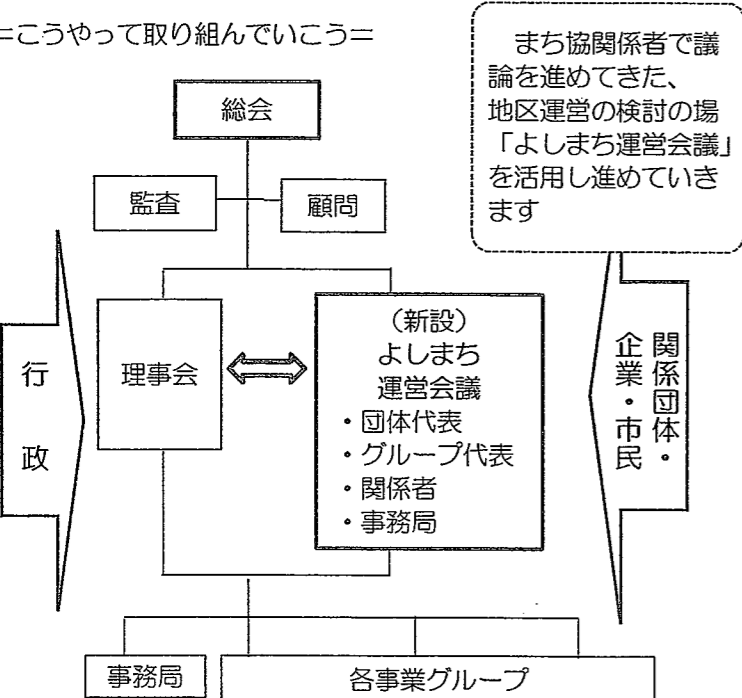 =こうやって取り組んでいこう=
まち協関係者で議
論を進めてきた、
地区運営の検討の場
「よしまち運営会議」
を活用し進めていき
ます
総会
監査
顧問
行政
理事会
（新設）
よしまち
運営会議
・団体代表
・グループ代表
・関係者
・事務局
関係団体・
企業・市民
事務局
各事業グループ